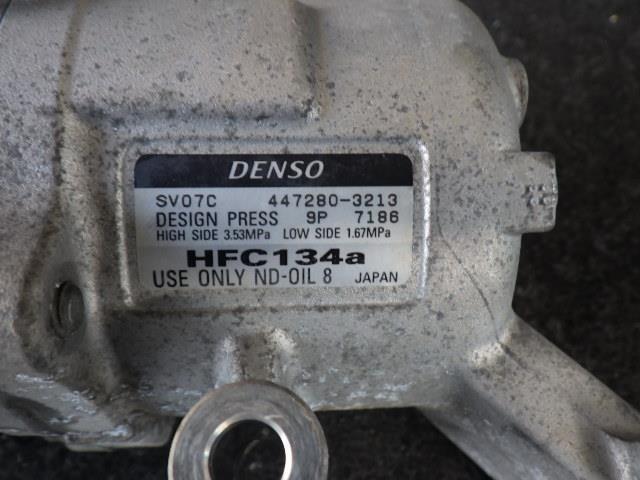 DENSO
SV07C 447280-3213
DESIGN PRESS 9P 7186
HIGH SIDE 3.53MPa LOW SIDE 1.67MPa
HFC134a
USE ONLY ND-OIL 8 JAPAN